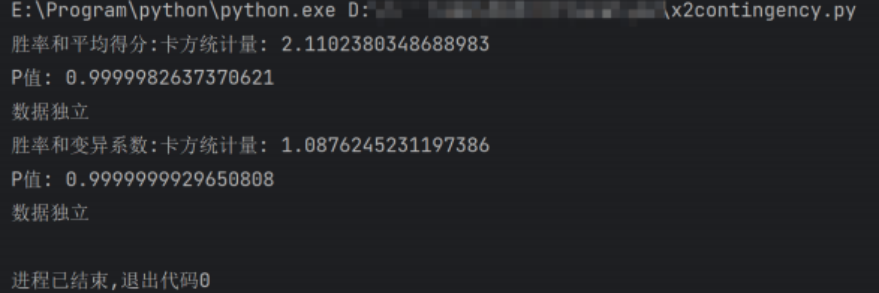 E:\Program\python\python.exe D: \x2contingency.py
胜率和平均得分:卡方统计量: 2.1102380348688983
P值: 0.9999982637370621
数据独立
胜率和变异系数:卡方统计量: 1.0876245231197386
P值: 0.9999999929650808
数据独立
进程已结束,退出代码0